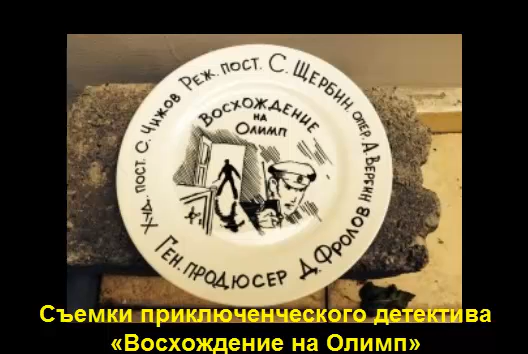 Реж. пост. С. Щербин, опер. А. Вергин
Худ. пост. С. Чижов
Восхождение
на
Олимп
Ген. продюсер Д. Фролов
Съемки приключенческого детектива
«Восхождение на Олимп»